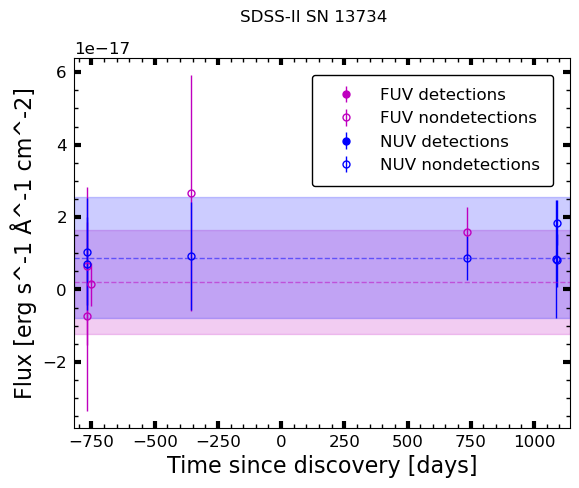 SDSS-II SN 13734
1e−17
6
4
2
0
−2
Flux [erg s^-1 Å^-1 cm^-2]
FUV detections
FUV nondetections
NUV detections
NUV nondetections
−750 −500 −250 0 250 500 750 1000
Time since discovery [days]